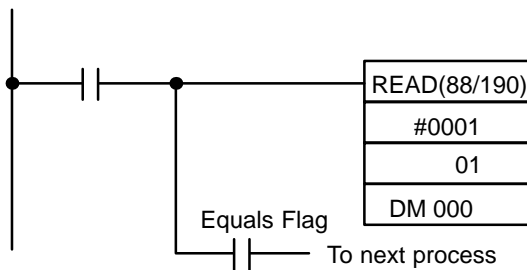 READ(88/190)
#0001
01
DM 000
Equals Flag
To next process